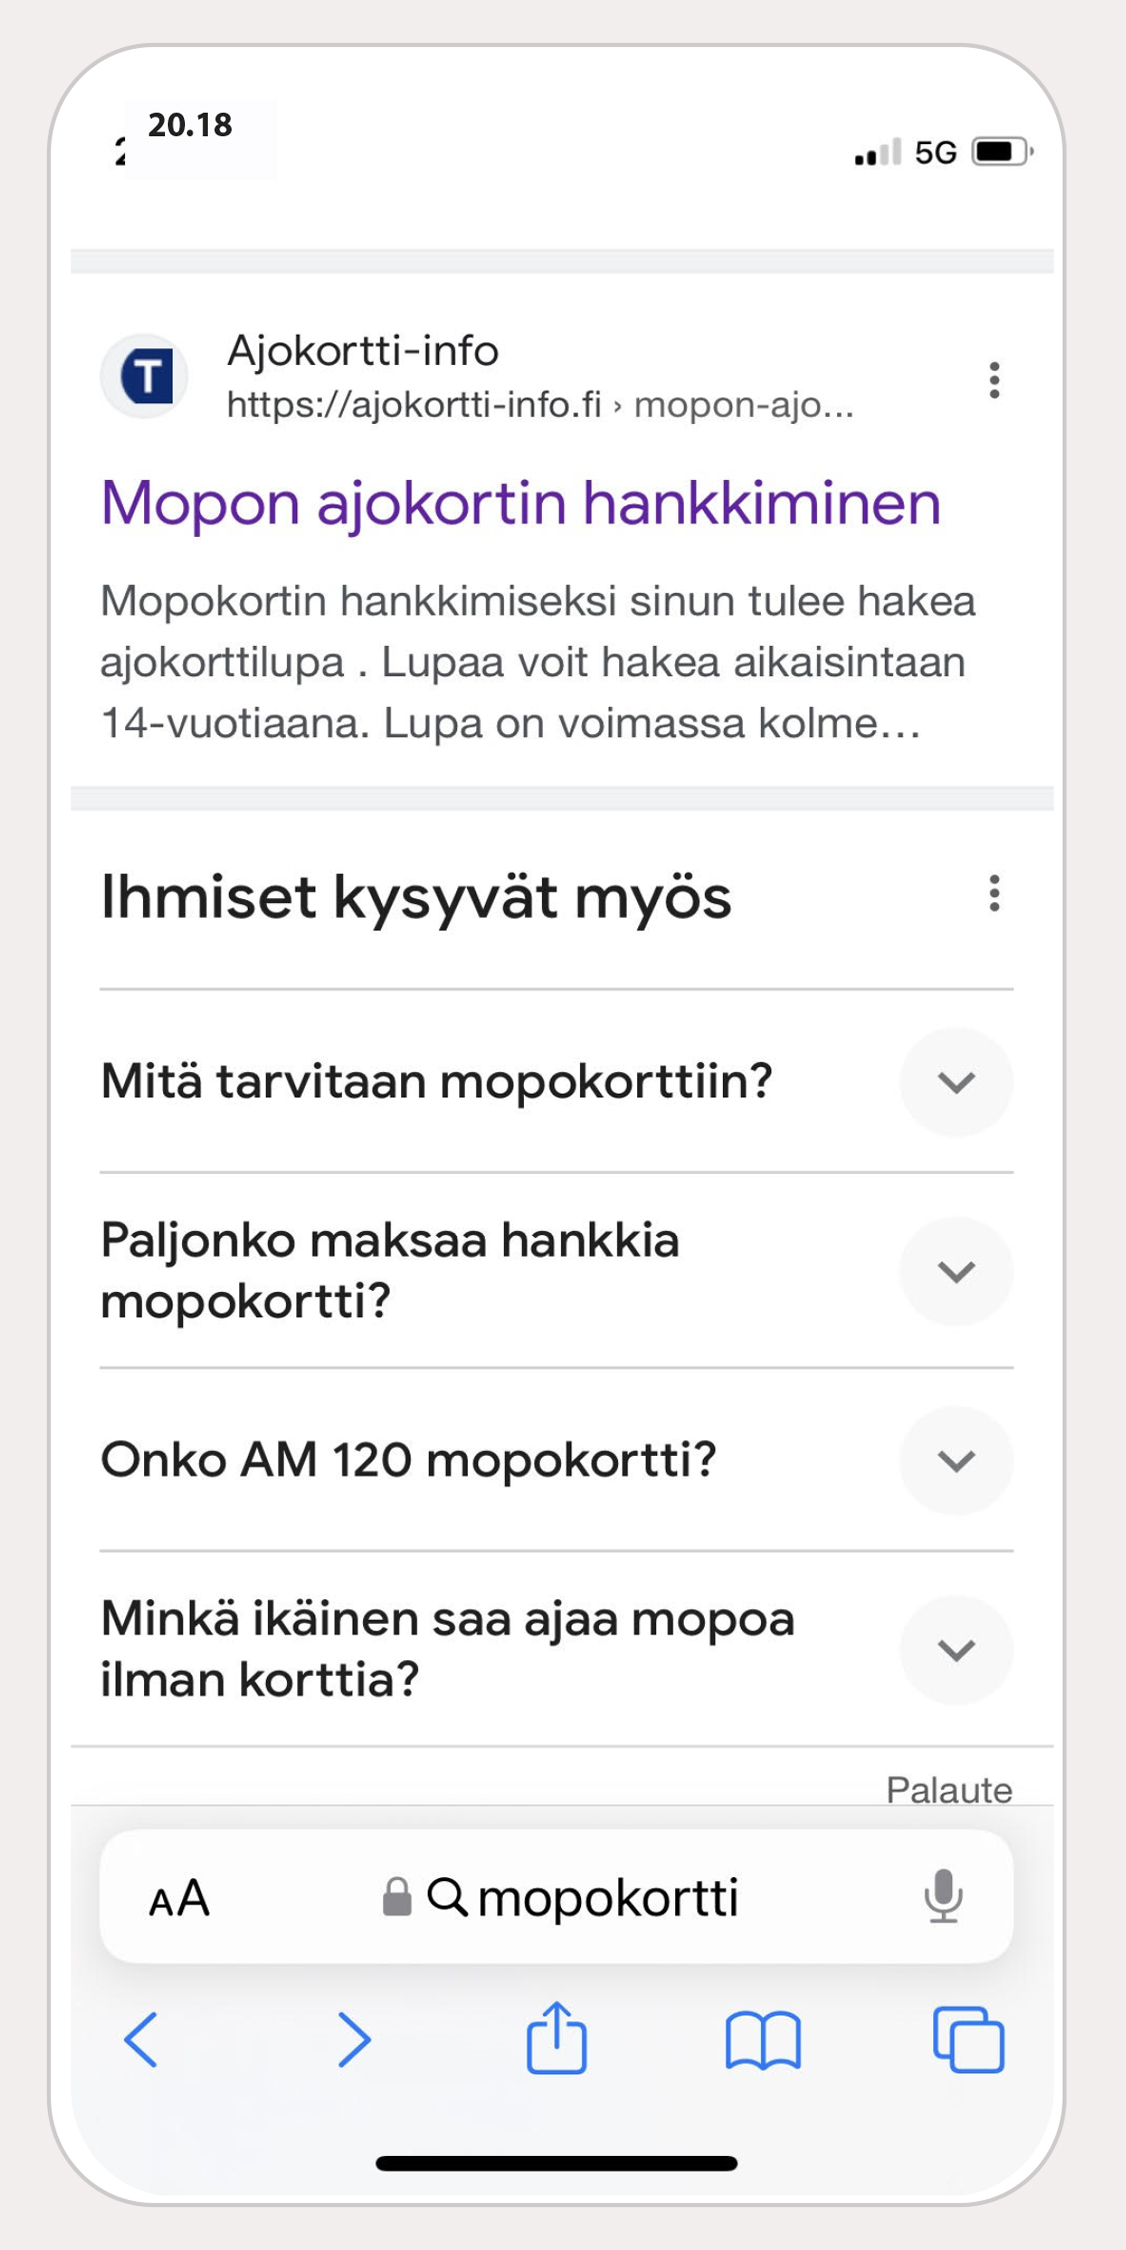 20.18
5G
T
Ajokortti-info
https://ajokortti-info.fi › mopon-ajo...
Mopon ajokortin hankkiminen
Mopokortin hankkimiseksi sinun tulee hakea
ajokorttilupa . Lupaa voit hakea aikaisintaan
14-vuotiaana. Lupa on voimassa kolme...
Ihmiset kysyvät myös
Mitä tarvitaan mopokorttiin?
Paljonko maksaa hankkia
mopokortti?
Onko AM 120 mopokortti?
Minkä ikäinen saa ajaa mopoa
ilman korttia?
Palaute
AA mopokortti